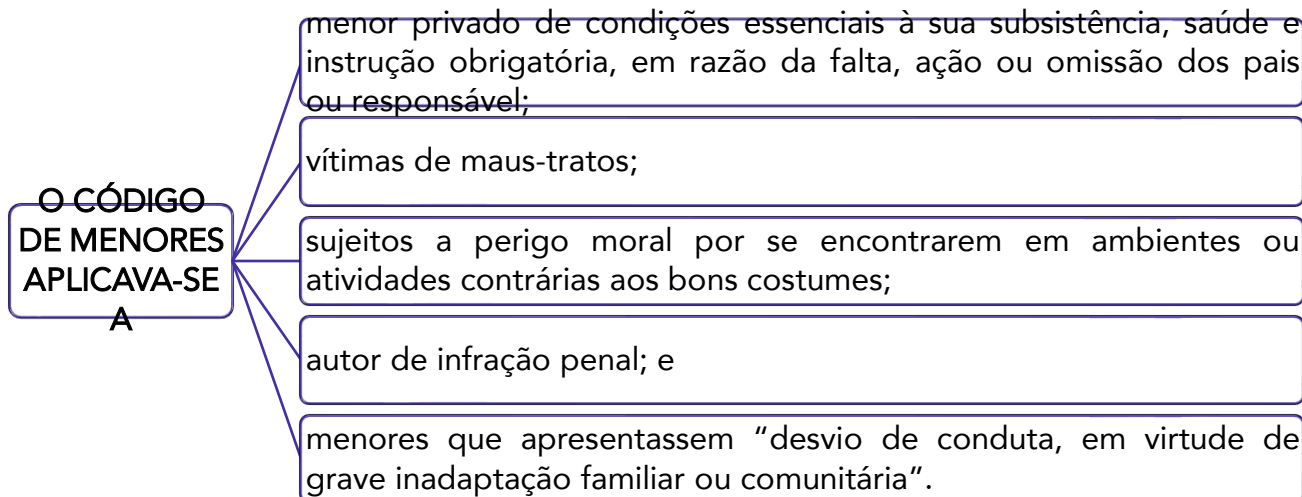 O CÓDIGO
DE MENORES
APLICAVA-SE
A
menor privado de condições essenciais à sua subsistência, saúde e
instrução obrigatória, em razão da falta, ação ou omissão dos pais
ou responsável;
vítimas de maus-tratos;
sujeitos a perigo moral por se encontrarem em ambientes ou
atividades contrárias aos bons costumes;
autor de infração penal; e
menores que apresentassem “desvio de conduta, em virtude de
grave inadaptação familiar ou comunitária”.